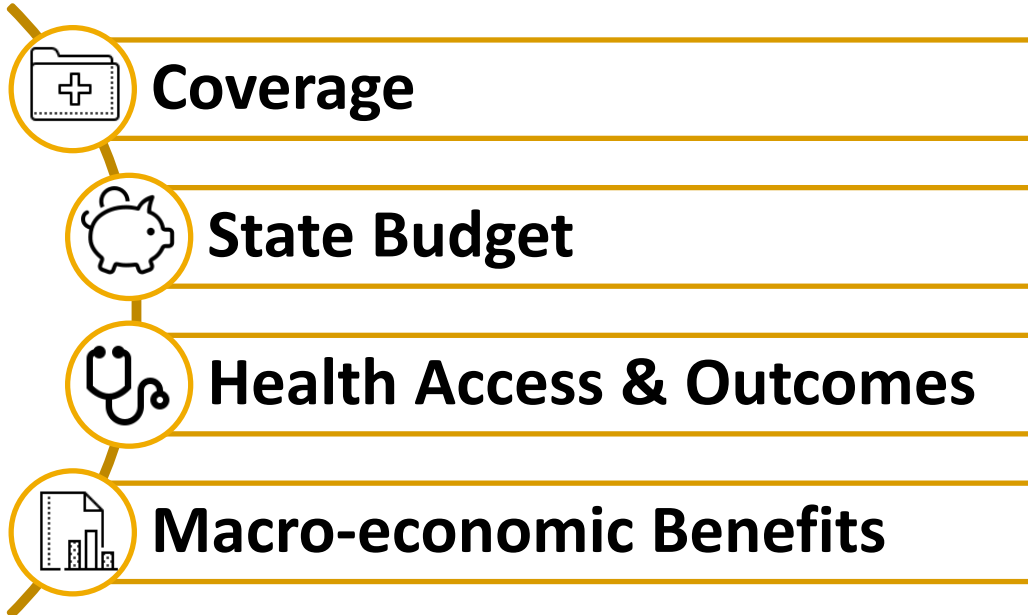 Coverage
State Budget
Health Access & Outcomes
Macro-economic Benefits